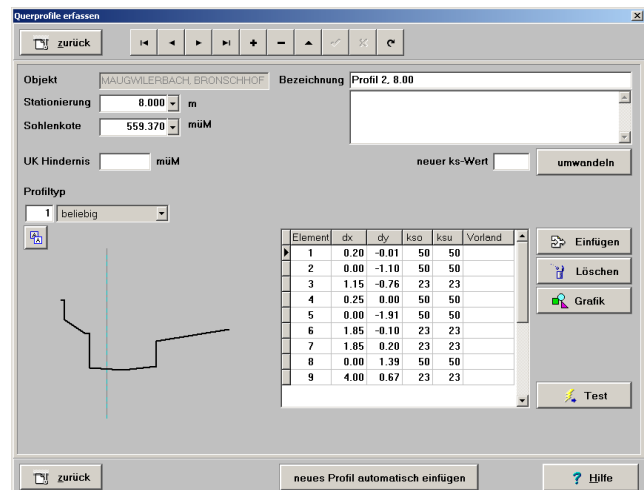 Querprofile erfassen
zurück
Objekt MAUGWILERBACH, BRONSCHHOF Bezeichnung Profil 2, 8.00
Stationierung 8.000 m
Sohlenkote 559.370 müM
UK Hindernis müM neuer ks-Wert umwandeln
Profiltyp
1 beliebig
Element dx dy kso ksu Vorland
1 0.20 -0.01 50 50
2 0.00 -1.10 50 50
3 1.15 -0.76 23 23
4 0.25 0.00 50 50
5 0.00 -1.91 50 50
6 1.85 -0.10 23 23
7 1.85 0.20 23 23
8 0.00 1.39 50 50
9 4.00 0.67 23 23
Einfügen
Löschen
Grafik
Test
zurück neues Profil automatisch einfügen Hilfe